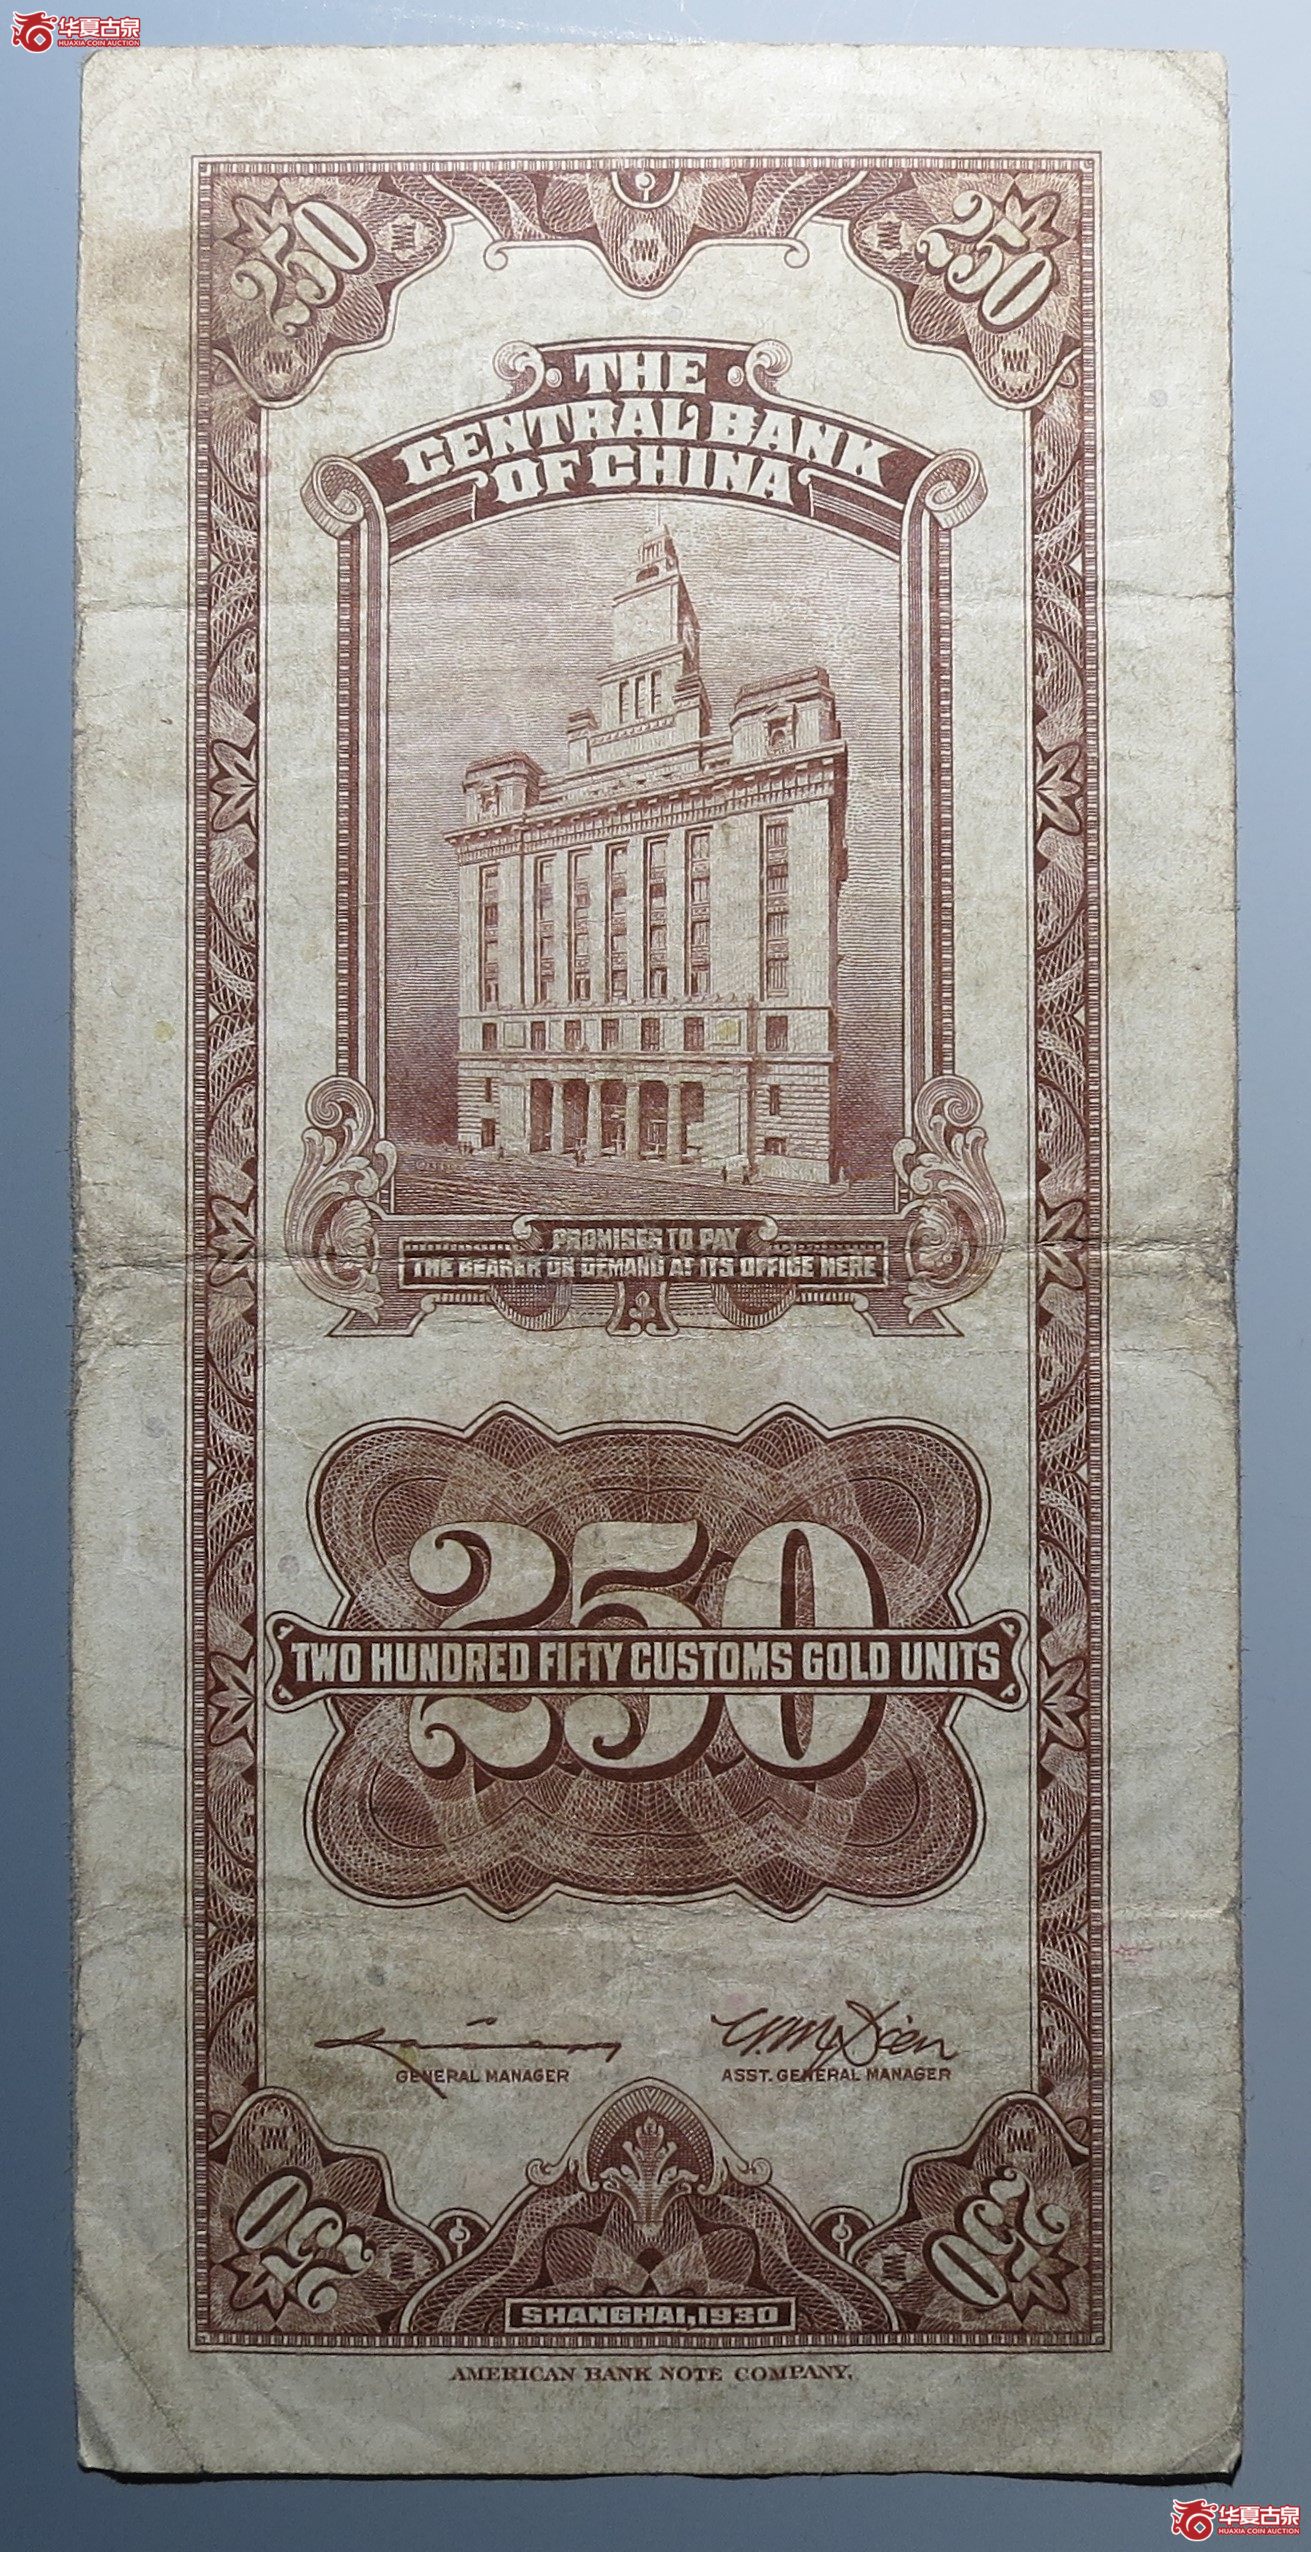 华夏古泉
HUAXIA COIN AUCTION
250
250
THE
CENTRAL BANK
OF CHINA
PROMISES TO PAY
THE BEARER ON DEMAND AT ITS OFFICE HERE
250
TWO HUNDRED FIFTY CUSTOMS GOLD UNITS
GENERAL MANAGER
ASST. GENERAL MANAGER
250
250
SHANGHAI, 1930
AMERICAN BANK NOTE COMPANY.
华夏古泉
HUAXIA COIN AUCTION